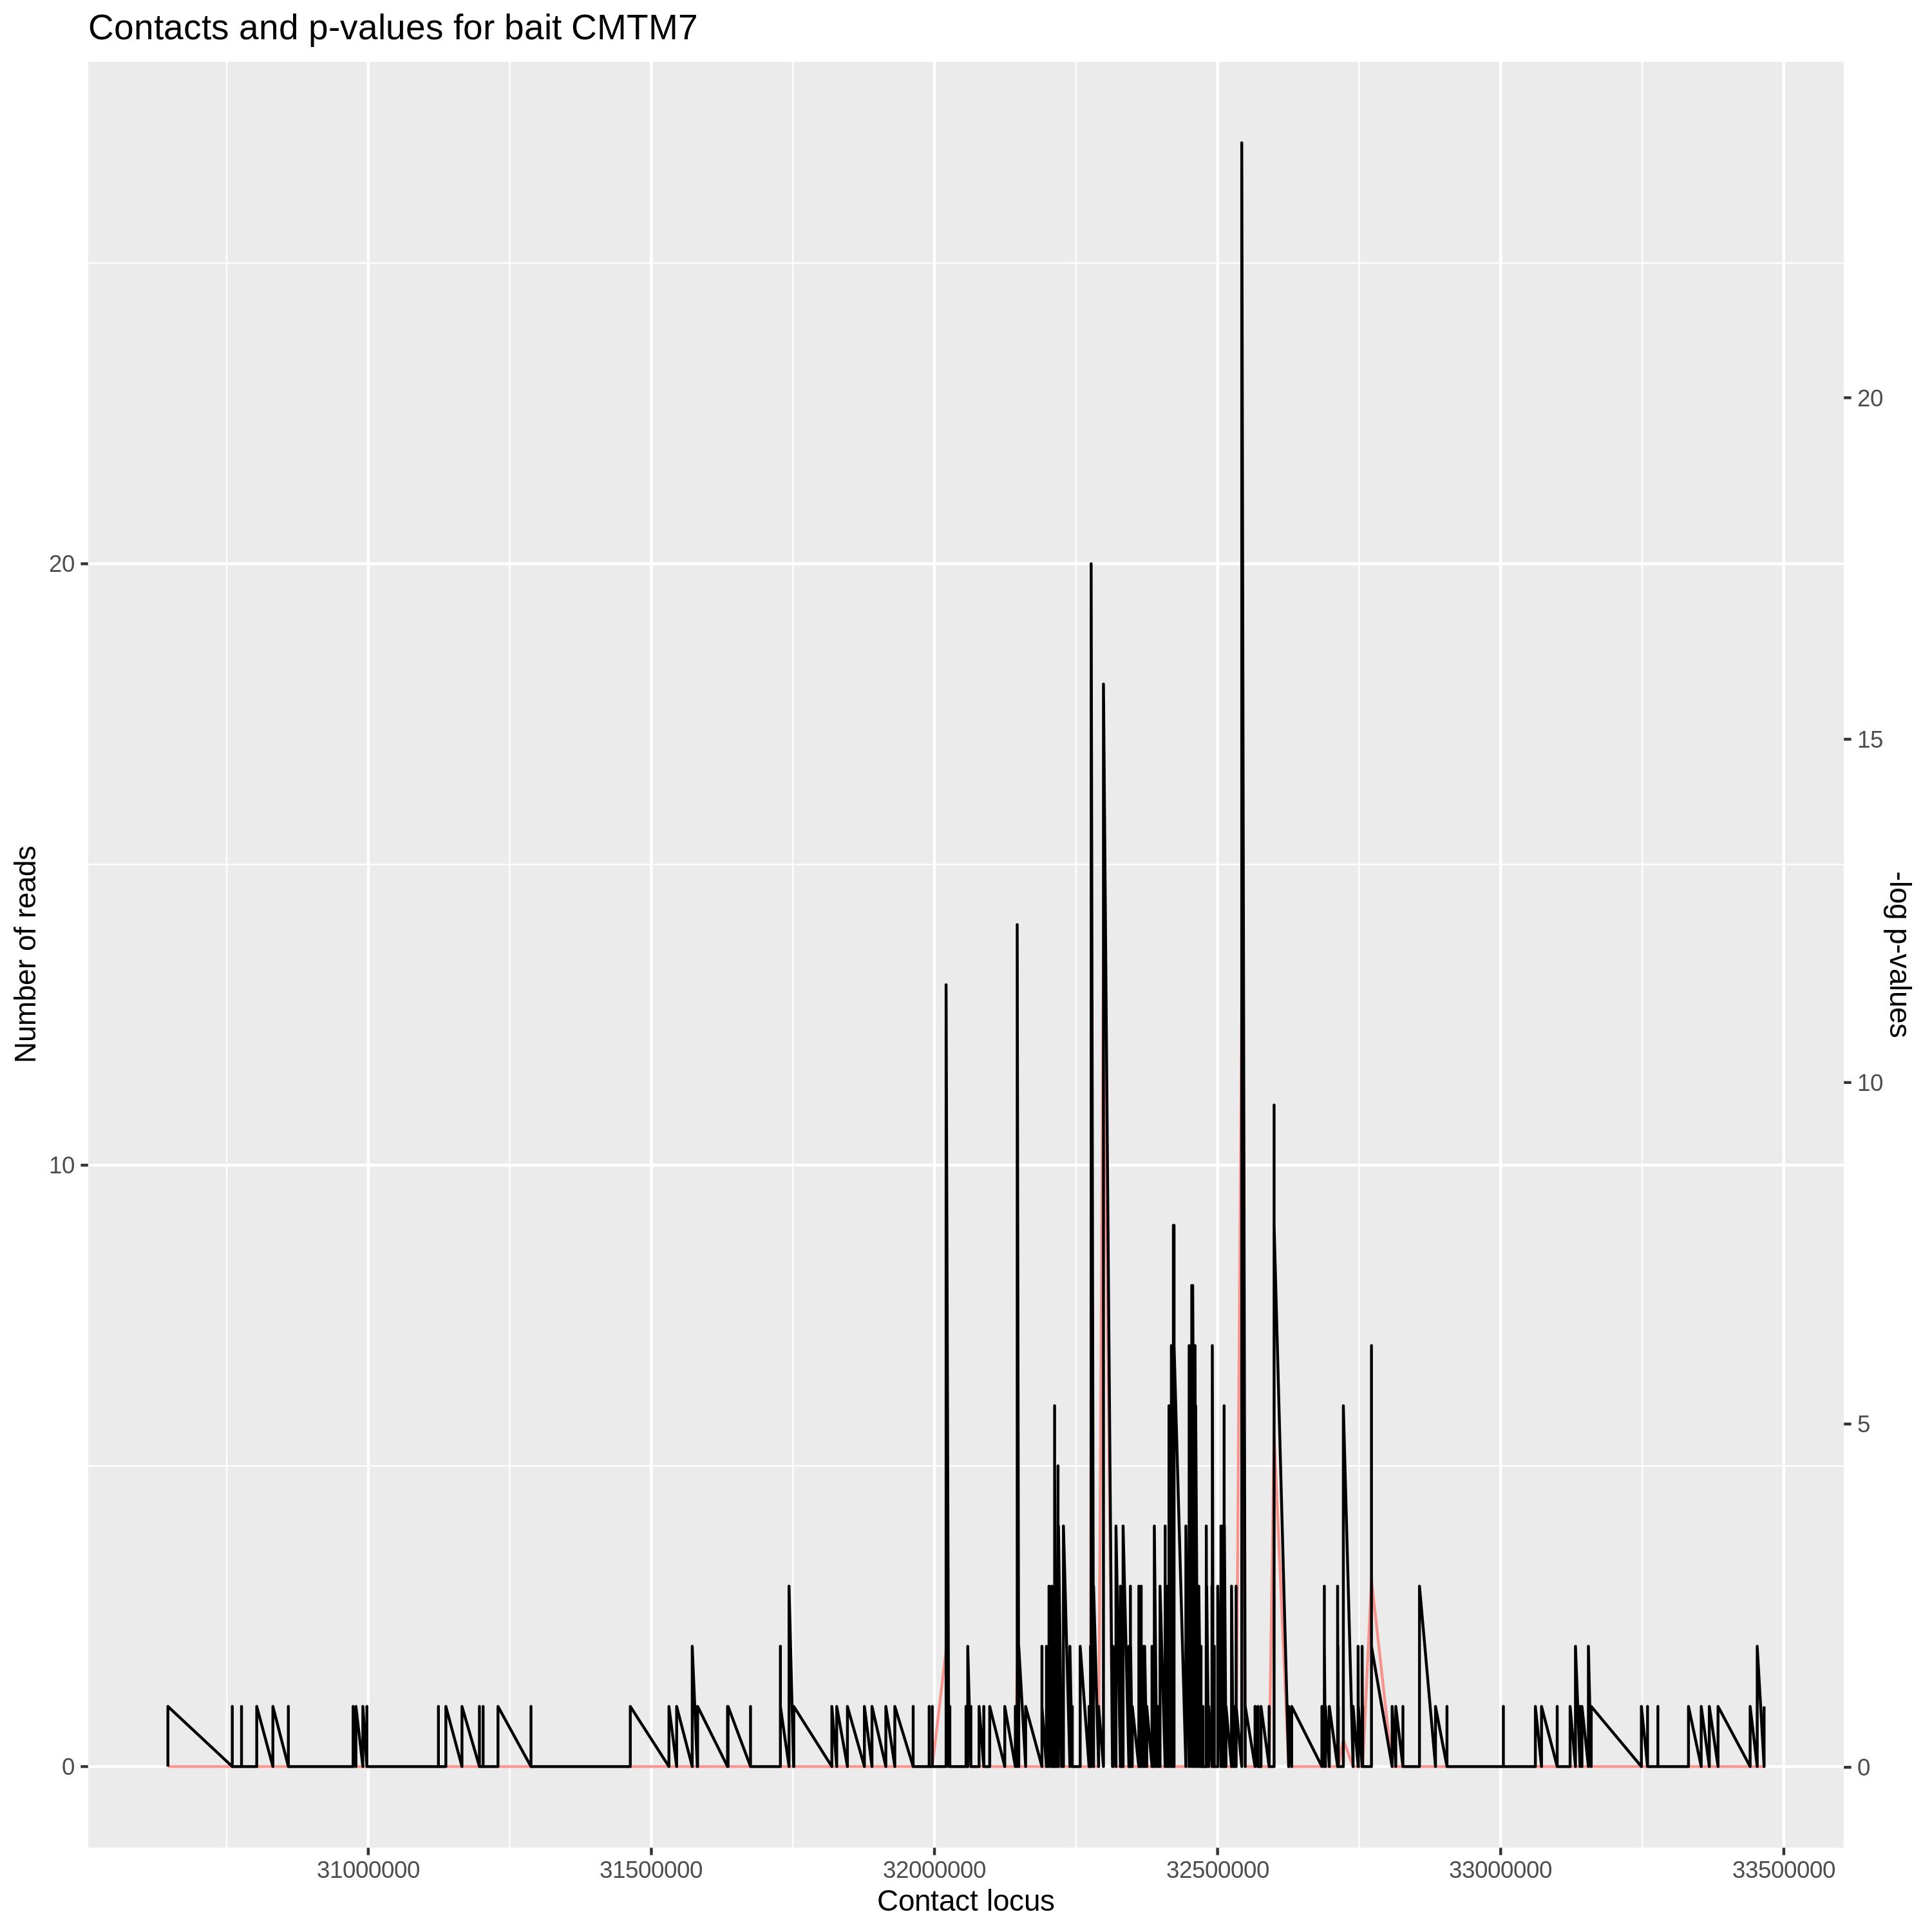 Contacts and p-values for bait CMTM7
Number of reads
20
10
0
20
15
10
5
0
-log p-values
31000000 31500000 32000000 32500000 33000000 33500000
Contact locus